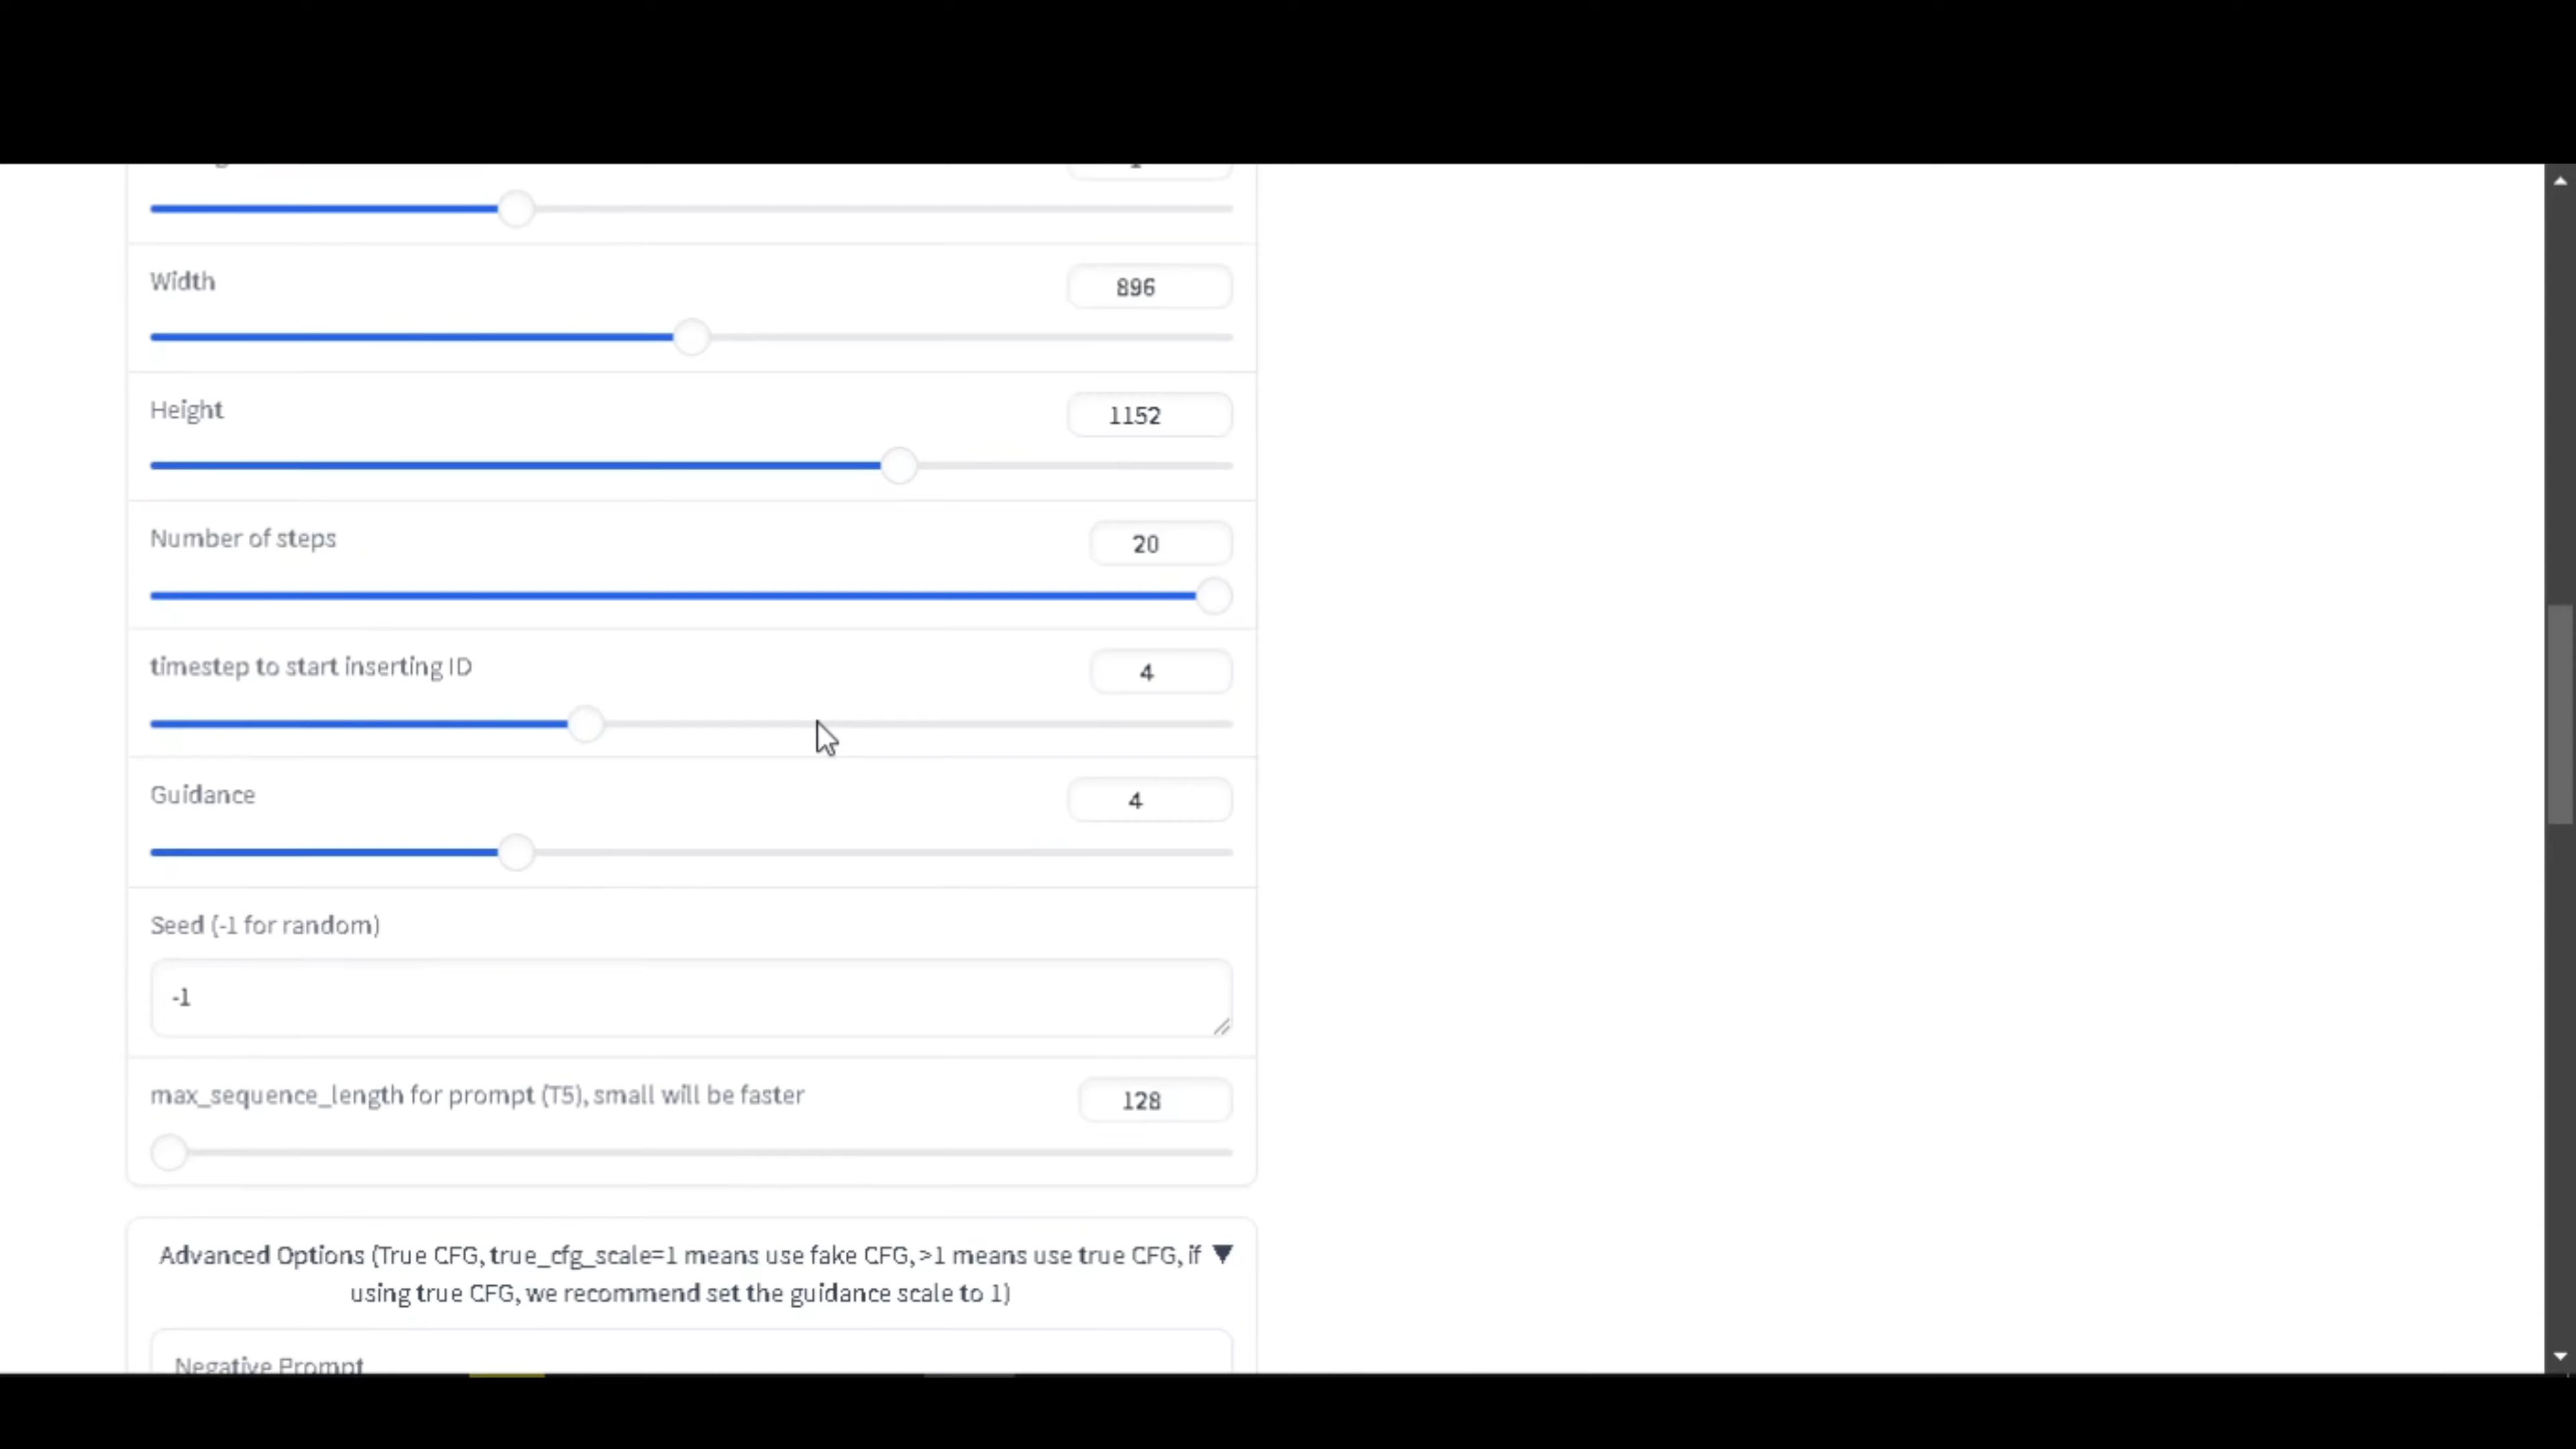 Width
896
Height
1152
Number of steps
20
timestep to start inserting ID
4
Guidance
4
Seed (-1 for random)
-1
max_sequence_length for prompt (T5), small will be faster
128
Advanced Options (True CFG, true_cfg_scale=1 means use fake CFG, >1 means use true CFG, if
using true CFG, we recommend set the guidance scale to 1)
Negative Prompt